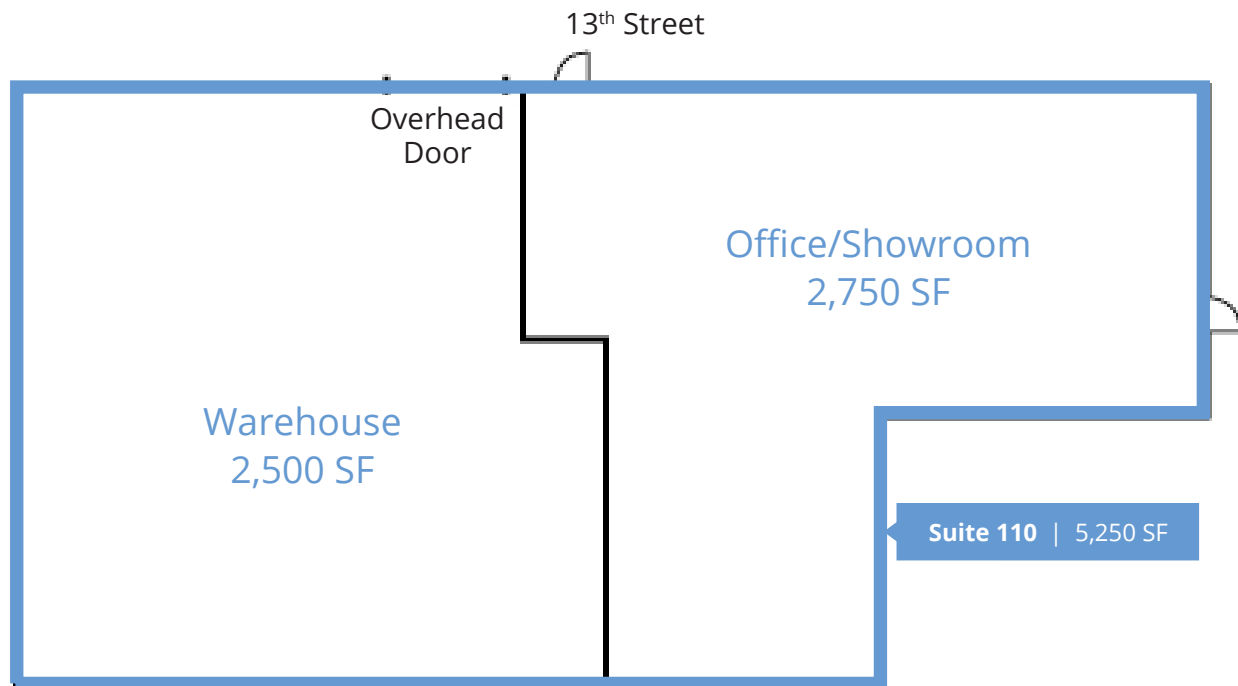 13th Street
Overhead
Door
Office/Showroom
2,750 SF
Warehouse
2,500 SF
Suite 110 | 5,250 SF